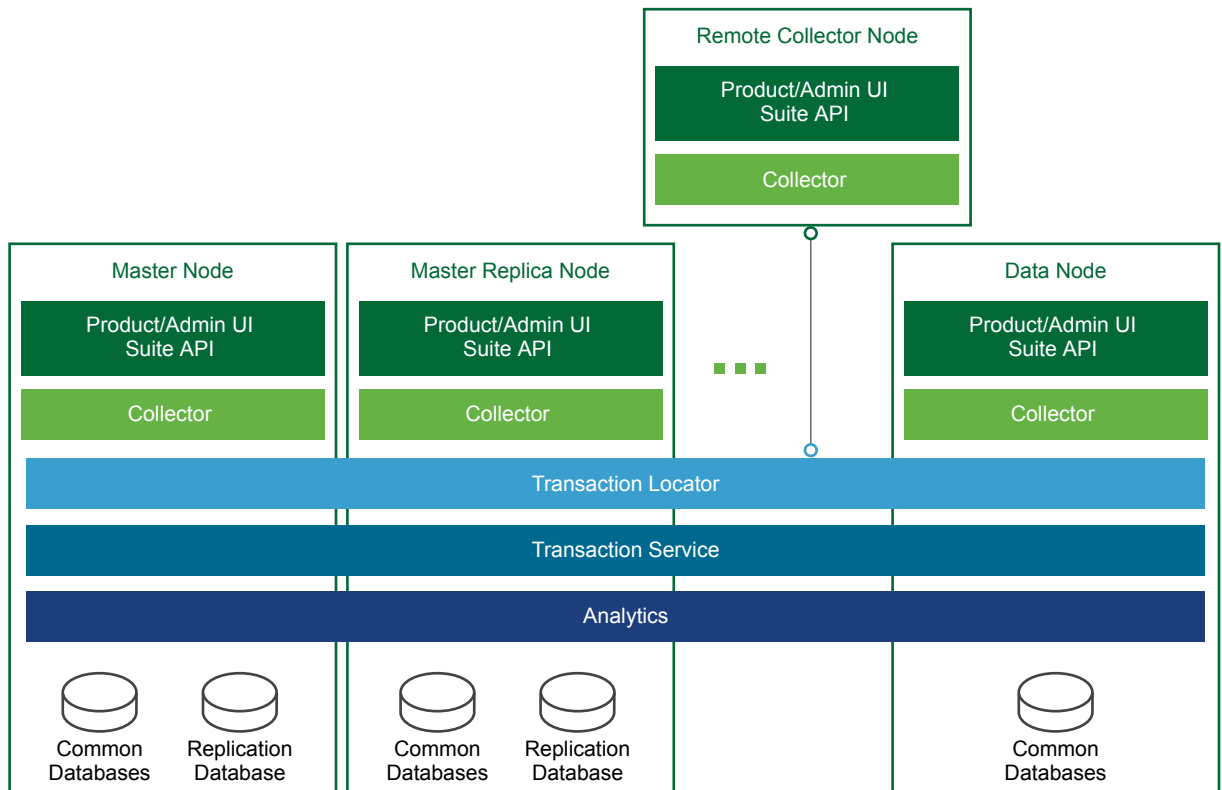 Remote Collector Node
Product/Admin UI
Suite API
Collector
Master Node
Product/Admin UI
Suite API
Collector
Master Replica Node
Product/Admin UI
Suite API
Collector
Data Node
Product/Admin UI
Suite API
Collector
Transaction Locator
Transaction Service
Analytics
Common
Databases
Replication
Database
Common
Databases
Replication
Database
Common
Databases